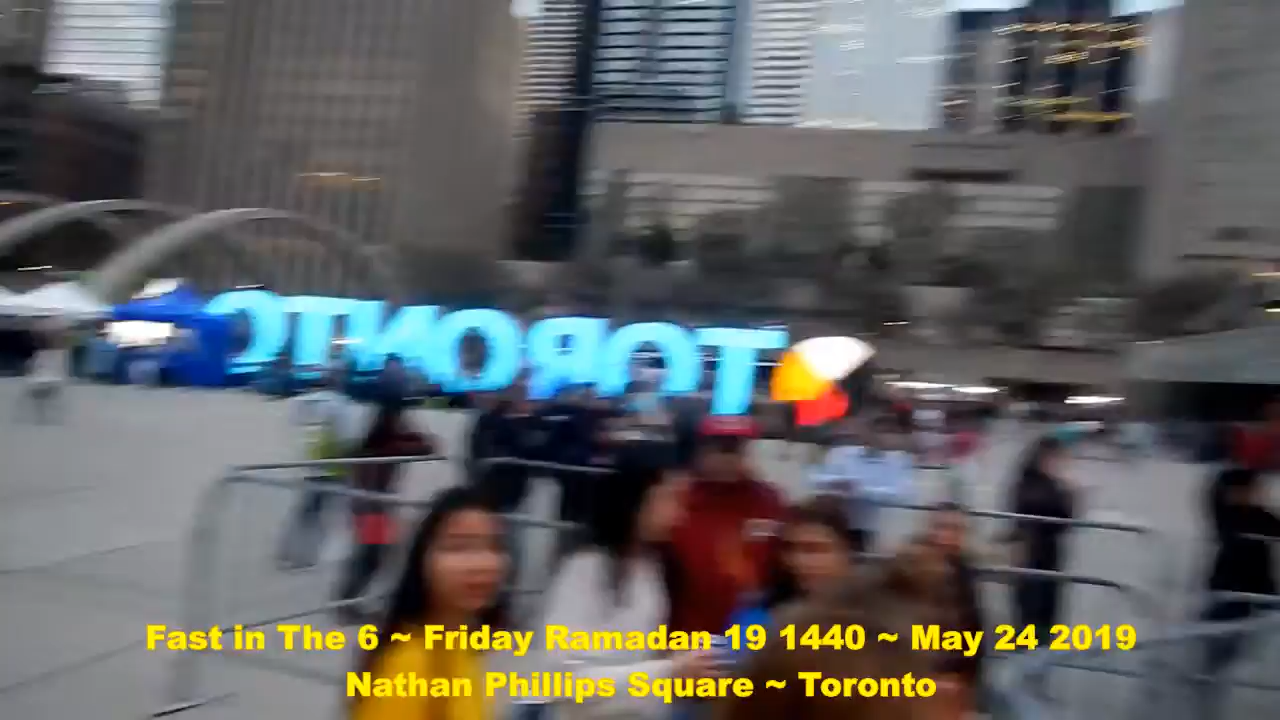 TORONTO
Fast in The 6 ~ Friday Ramadan 19 1440 ~ May 24 2019
Nathan Phillips Square ~ Toronto